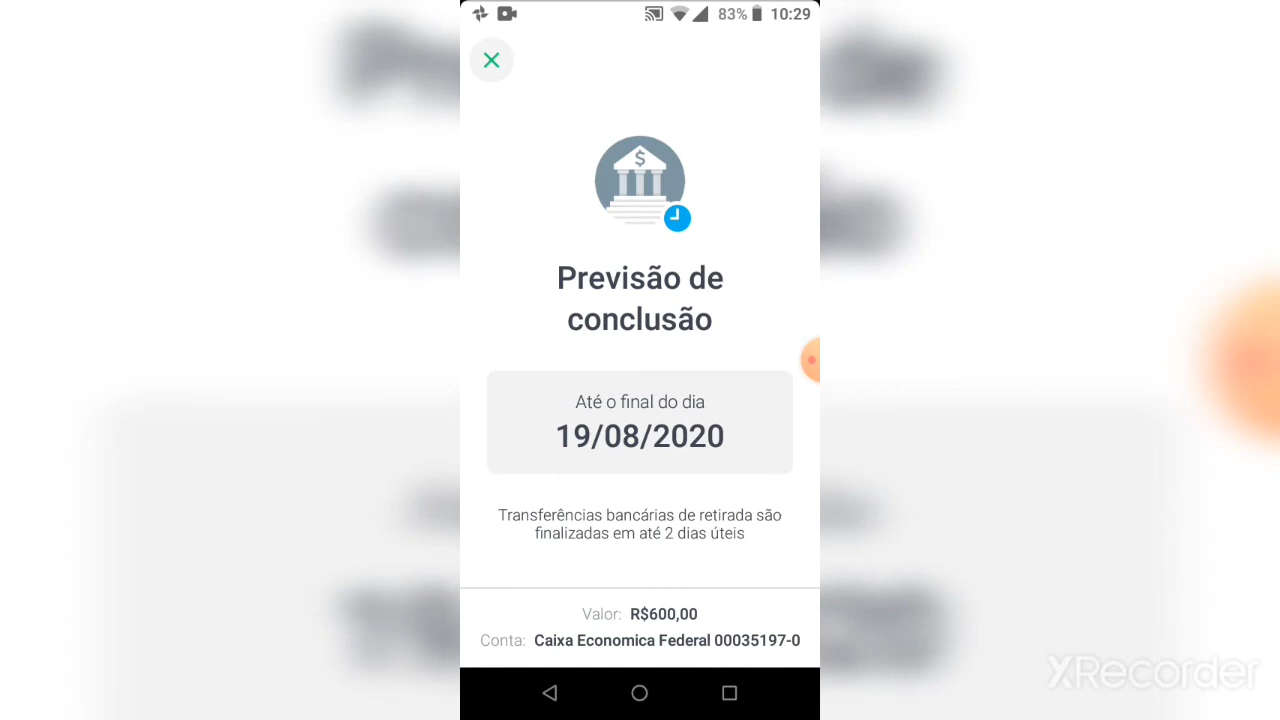 83% 10:29
$
Previsão de
conclusão
Até o final do dia
19/08/2020
Transferências bancárias de retirada são
finalizadas em até 2 dias úteis
Valor: R$600,00
Conta: Caixa Economica Federal 00035197-0
XRecorder